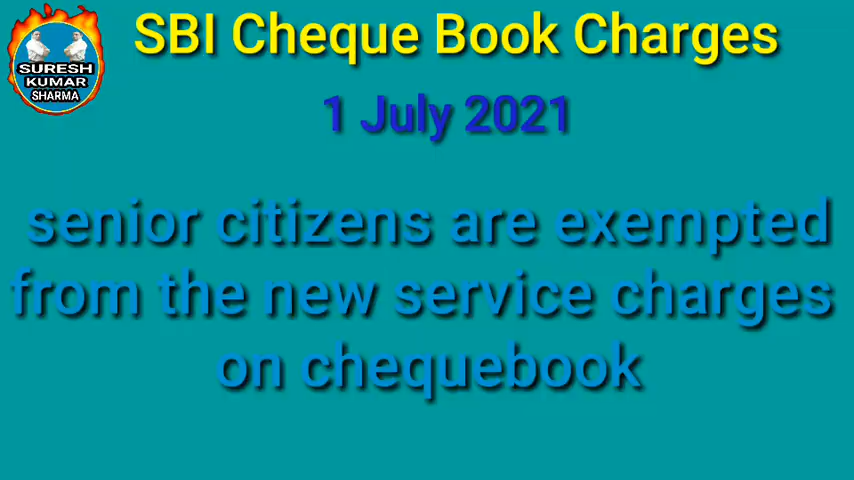 SBI Cheque Book Charges
SURESH
KUMAR
SHARMA
1 July 2021
senior citizens are exempted
from the new service charges
on chequebook